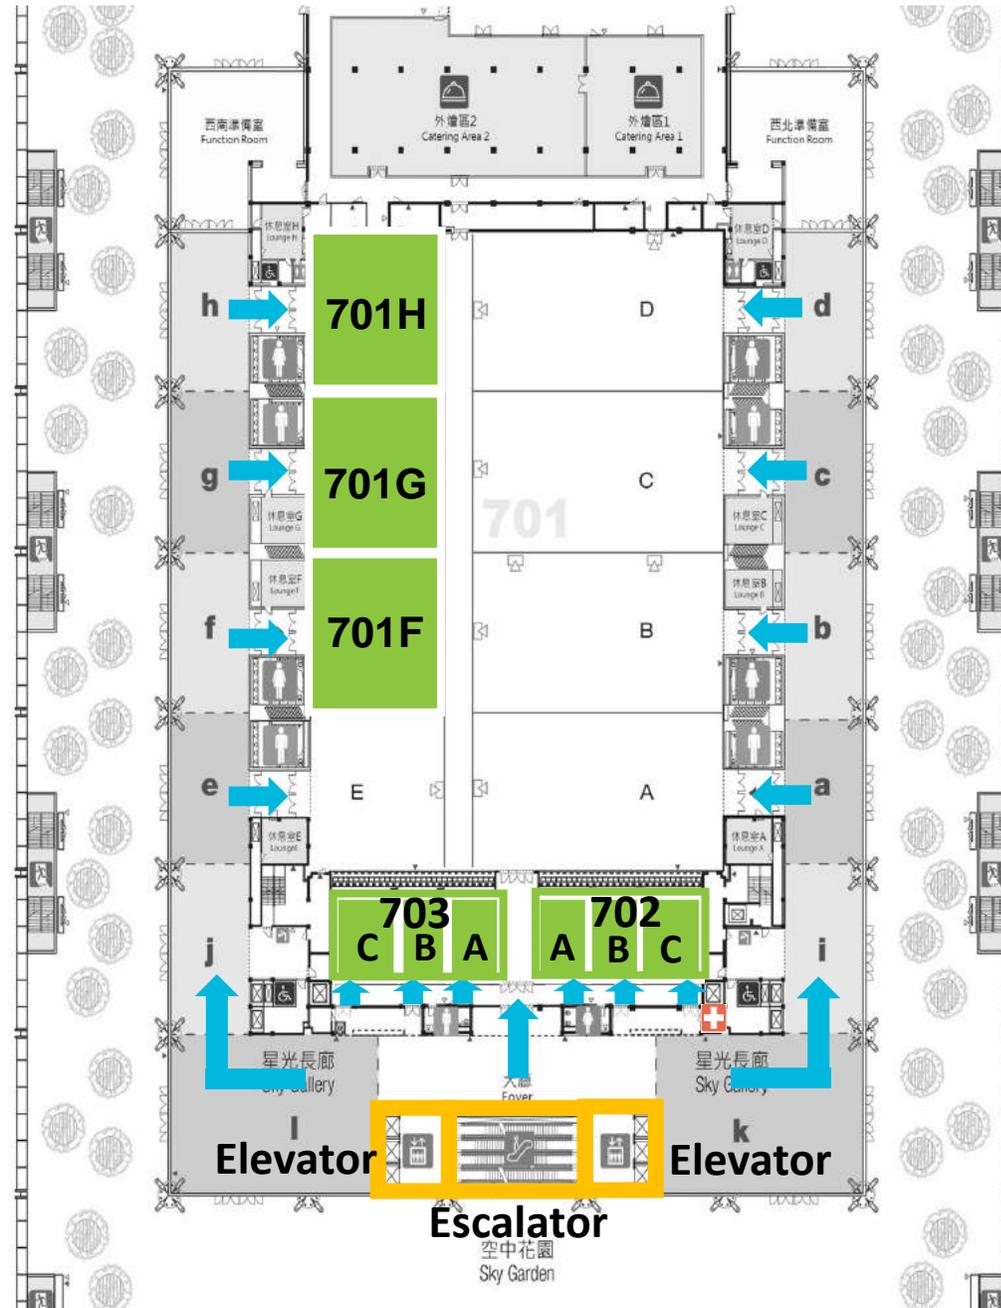 外燴區2
Catering Area 2
外燴區1
Catering Area 1
西南準備室
Function Room
西北準備室
Function Room
休息室H
Lounge H
休息室D
Lounge D
h
701H
D
d
g
701G
C
c
701
休息室G
Lounge G
休息室C
Lounge C
休息室F
Lounge F
休息室B
Lounge B
f
701F
B
b
e
E
A
a
休息室E
LoungeE
休息室A
Lounge A
703
702
C B A
A B C
j
i
星光長廊
Sky Gallery
星光長廊
Sky Gallery
大廳
Foyer
l
k
Elevator
Elevator
Escalator
空中花園
Sky Garden